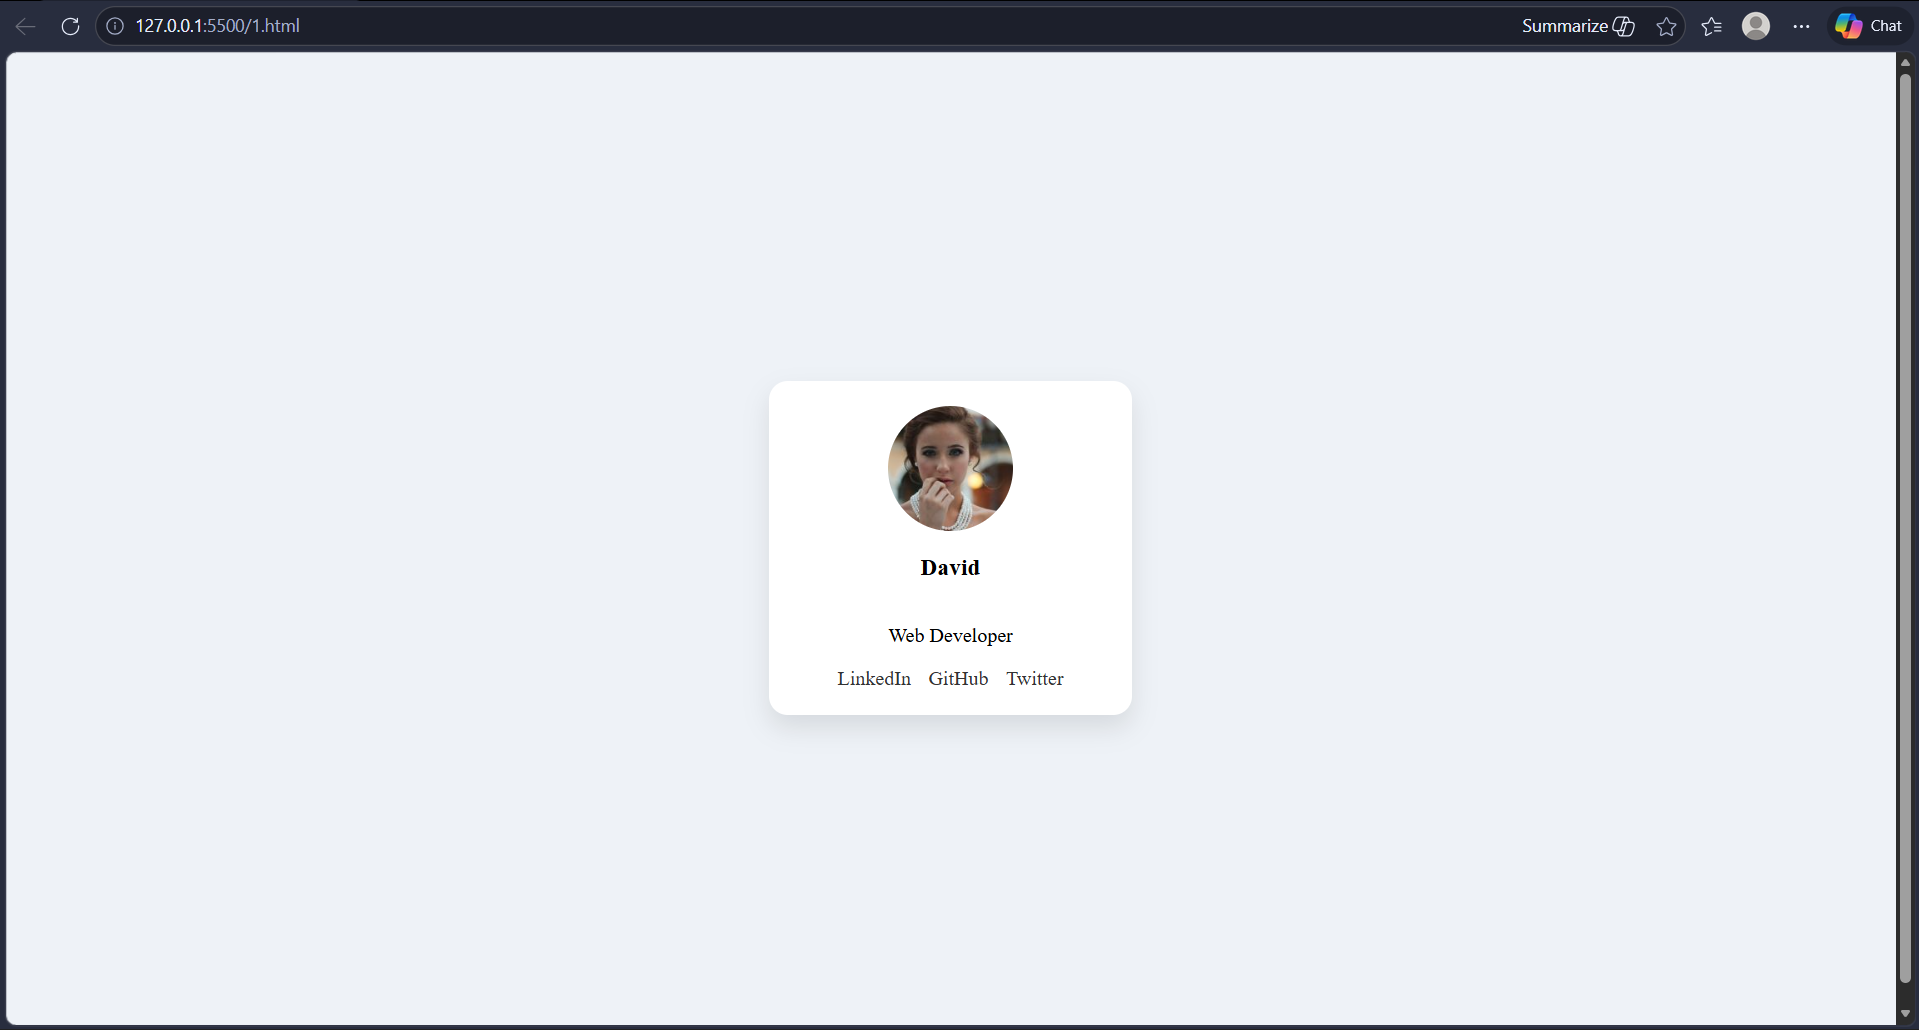 127.0.0.1:5500/1.html Summarize Chat
David
Web Developer
LinkedIn GitHub Twitter